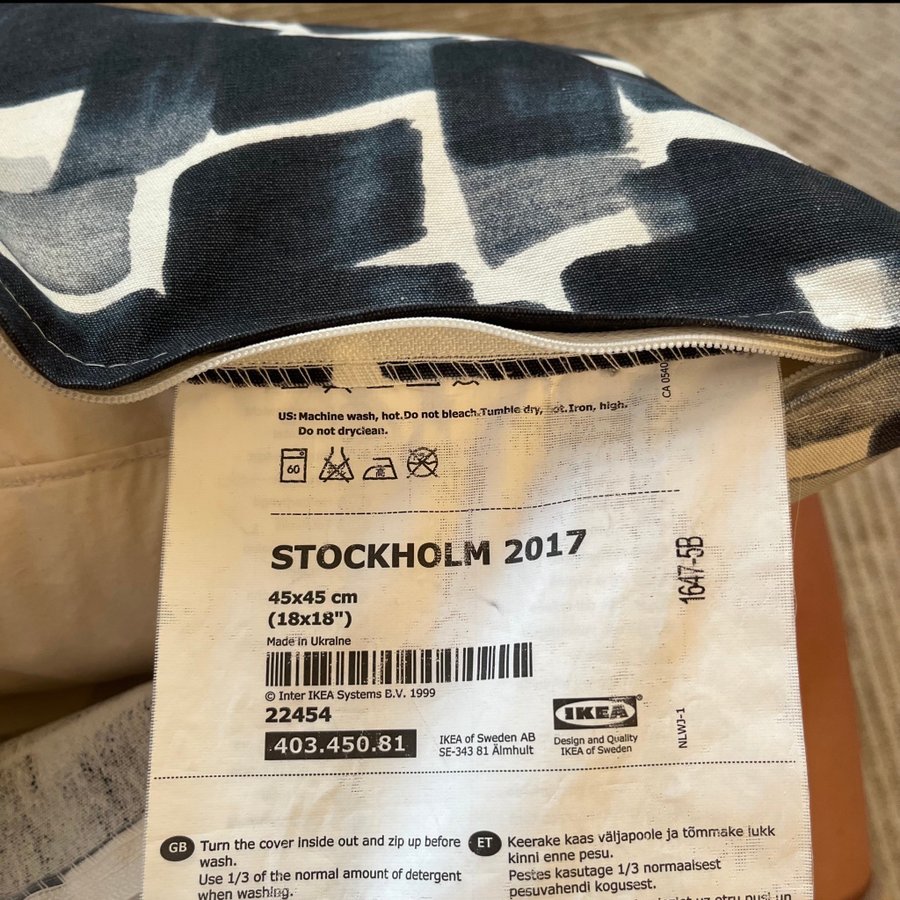 CA 0540
US: Machine wash, hot.Do not bleach.Tumble dry, hot.Iron, high.
Do not dryclean.
60
STOCKHOLM 2017
45x45 cm
(18x18")
Made in Ukraine
1647-5B
© Inter IKEA Systems B.V. 1999
22454
403.450.81
IKEA of Sweden AB
SE-343 81 Älmhult
IKEA®
Design and Quality
IKEA of Sweden
NLWJ-1
GB Turn the cover inside out and zip up before
wash.
Use 1/3 of the normal amount of detergent
when washing.
ET Keerake kaas väljapoole ja tõmmake lukk
kinni enne pesu.
Pestes kasutage 1/3 normaalsest
pesuvahendi kogusest.